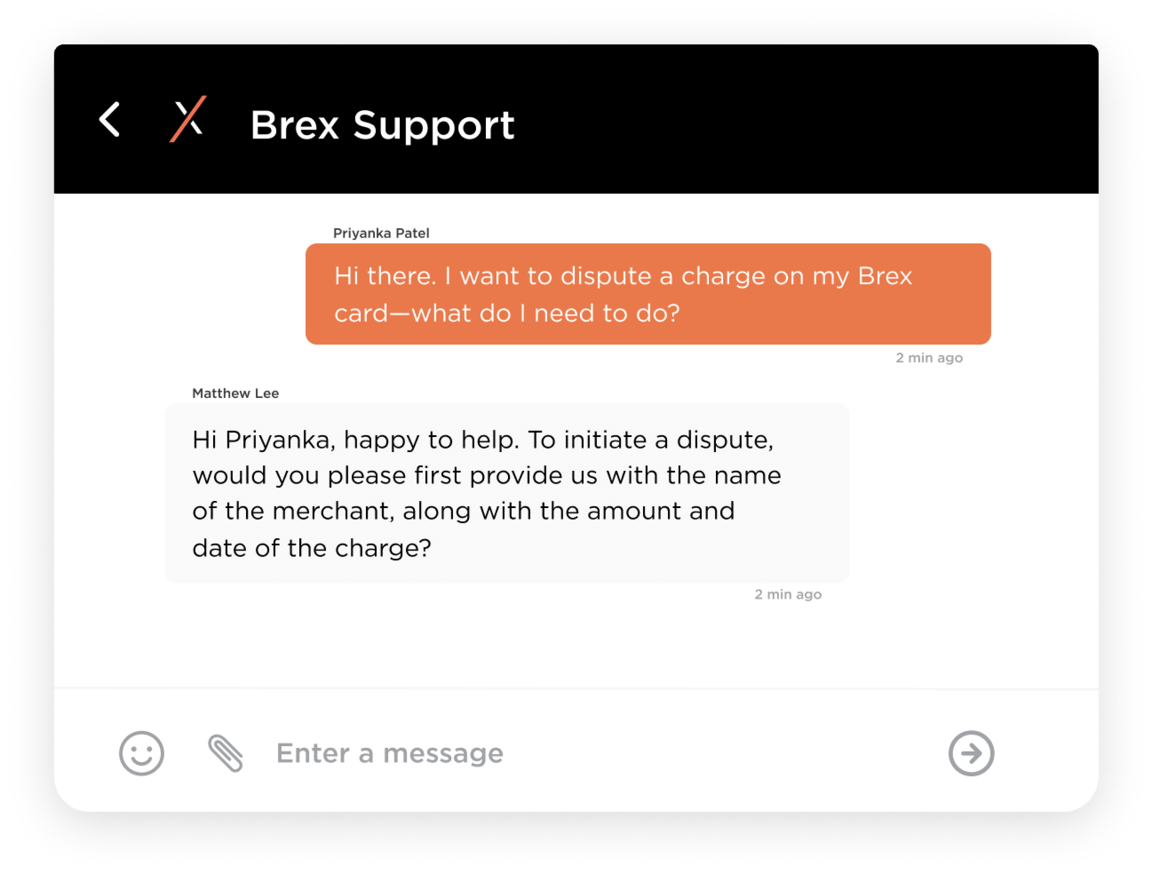 Brex Support
Priyanka Patel
Hi there. I want to dispute a charge on my Brex
card—what do I need to do?
2 min ago
Matthew Lee
Hi Priyanka, happy to help. To initiate a dispute,
would you please first provide us with the name
of the merchant, along with the amount and
date of the charge?
2 min ago
Enter a message